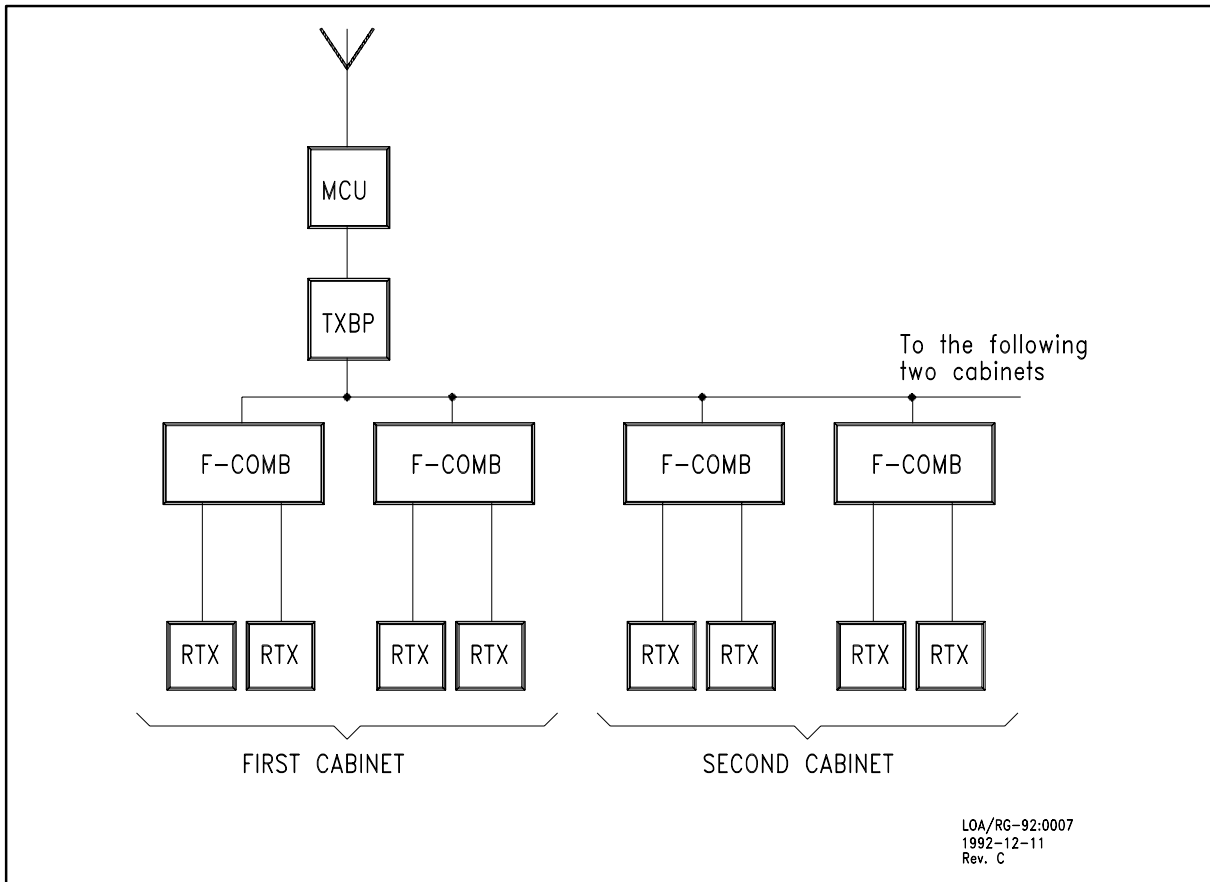 MCU
TXBP
To the following
two cabinets
F-COMB F-COMB F-COMB F-COMB
RTX RTX RTX RTX RTX RTX RTX RTX
FIRST CABINET SECOND CABINET
LOA/RG-92:0007
1992-12-11
Rev. C